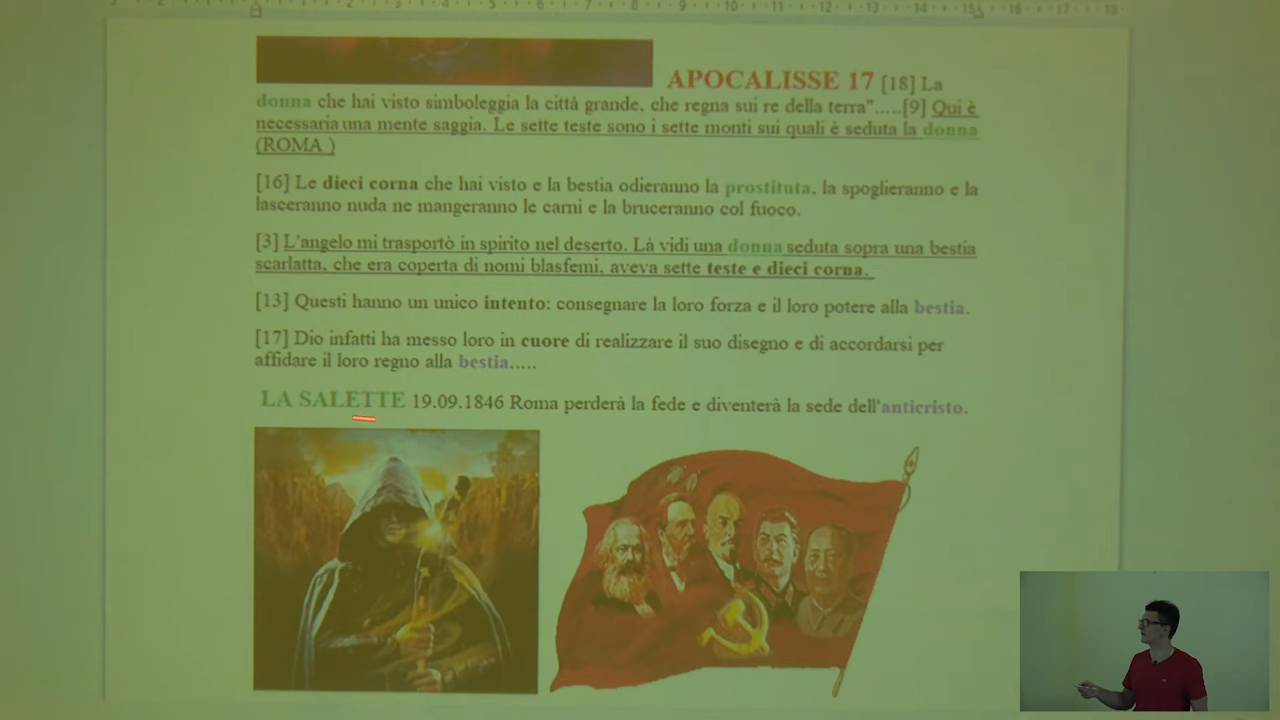 APOCALISSE 17 [18] La
donna che hai visto simboleggia la città grande, che regna sui re della terra".....[9] Qui è
necessaria una mente saggia. Le sette teste sono i sette monti sui quali è seduta la donna
(ROMA )
[16] Le dieci corna che hai visto e la bestia odieranno la prostituta, la spoglieranno e la
lasceranno nuda ne mangeranno le carni e la bruceranno col fuoco.
[3] L'angelo mi trasportò in spirito nel deserto. Là vidi una donna seduta sopra una bestia
scarlatta, che era coperta di nomi blasfemi, aveva sette teste e dieci corna.
[13] Questi hanno un unico intento: consegnare la loro forza e il loro potere alla bestia.
[17] Dio infatti ha messo loro in cuore di realizzare il suo disegno e di accordarsi per
affidare il loro regno alla bestia.....
LA SALETTE 19.09.1846 Roma perderà la fede e diventerà la sede dell'anticristo.